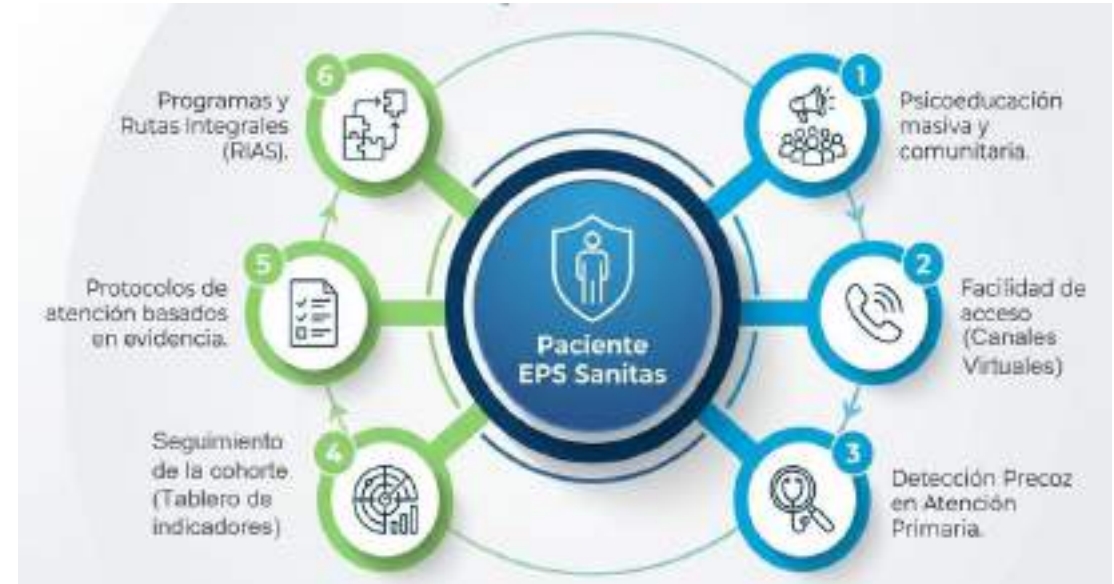 1
Psicoeducación
masiva y
comunitaria.
2
Facilidad de
acceso
(Canales
Virtuales)
3
Detección Precoz
en Atención
Primaria.
4
Seguimiento
de la cohorte
(Tablero de
indicadores)
5
Protocolos de
atención basados
en evidencia.
6
Programas y
Rutas Integrales
(RIAS).
Paciente
EPS Sanitas